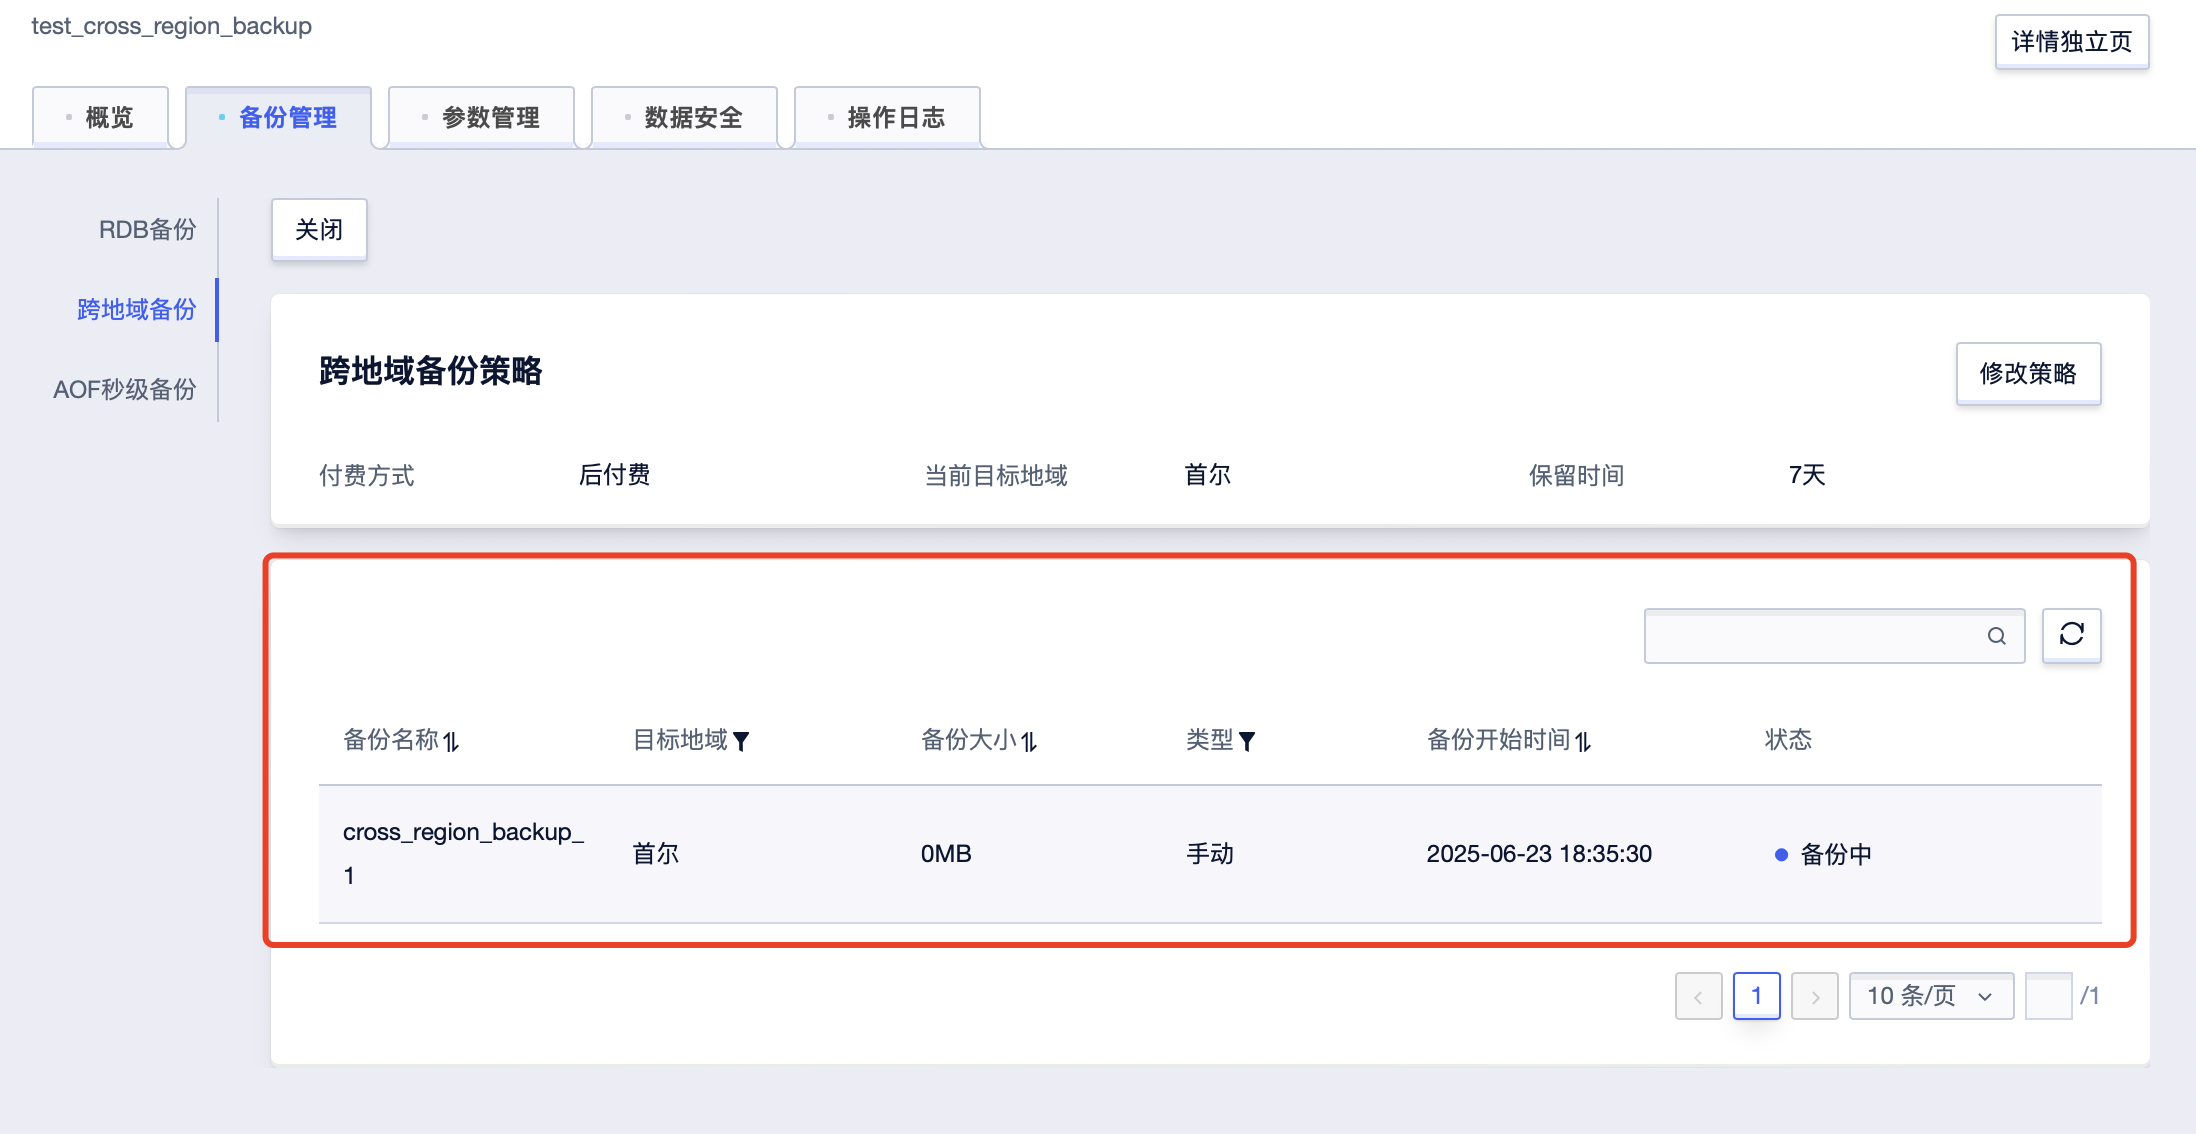 test_cross_region_backup
详情独立页
概览
备份管理
参数管理
数据安全
操作日志
RDB备份
跨地域备份
AOF秒级备份
关闭
跨地域备份策略
修改策略
付费方式 后付费 当前目标地域 首尔 保留时间 7天
备份名称 目标地域 备份大小 类型 备份开始时间 状态
cross_region_backup_
1
首尔 0MB 手动 2025-06-23 18:35:30 备份中
1 10 条/页 /1